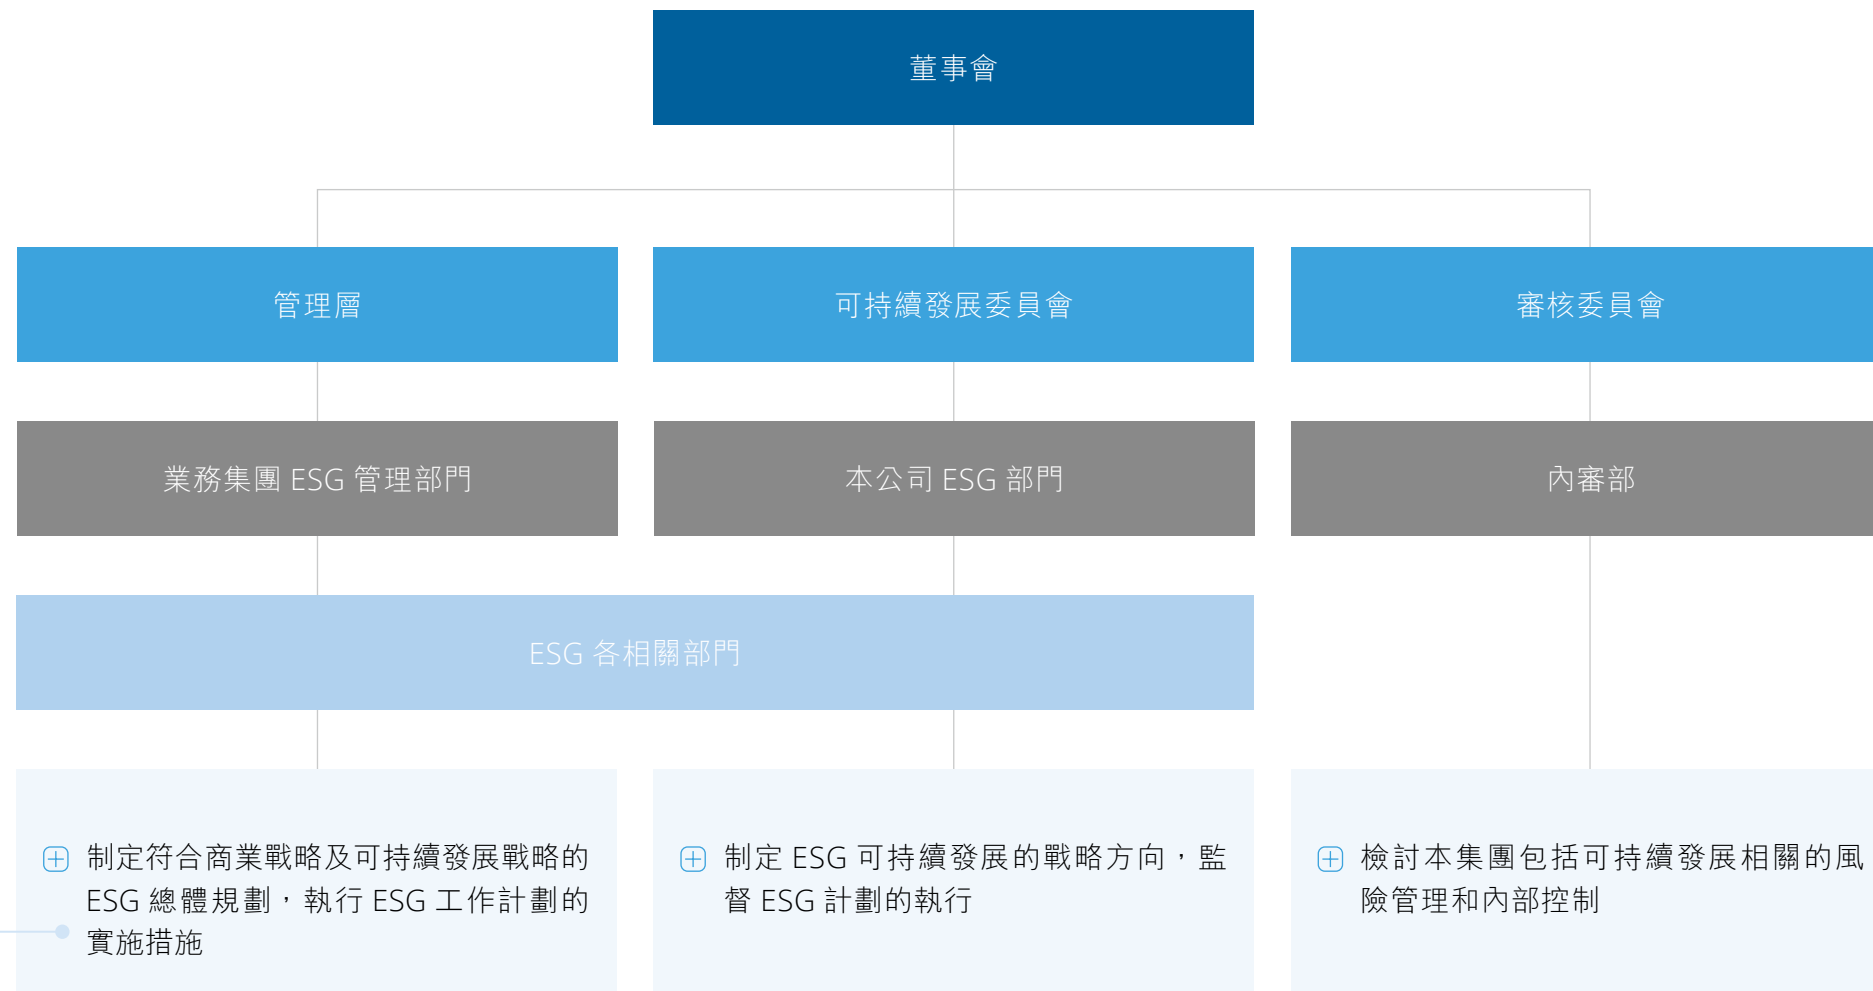 董事會
管理層
可持續發展委員會
審核委員會
業務集團 ESG 管理部門
本公司 ESG 部門
內審部
ESG 各相關部門
制定符合商業戰略及可持續發展戰略的
ESG 總體規劃，執行 ESG 工作計劃的
實施措施
制定 ESG 可持續發展的戰略方向，監
督 ESG 計劃的執行
檢討本集團包括可持續發展相關的風
險管理和內部控制